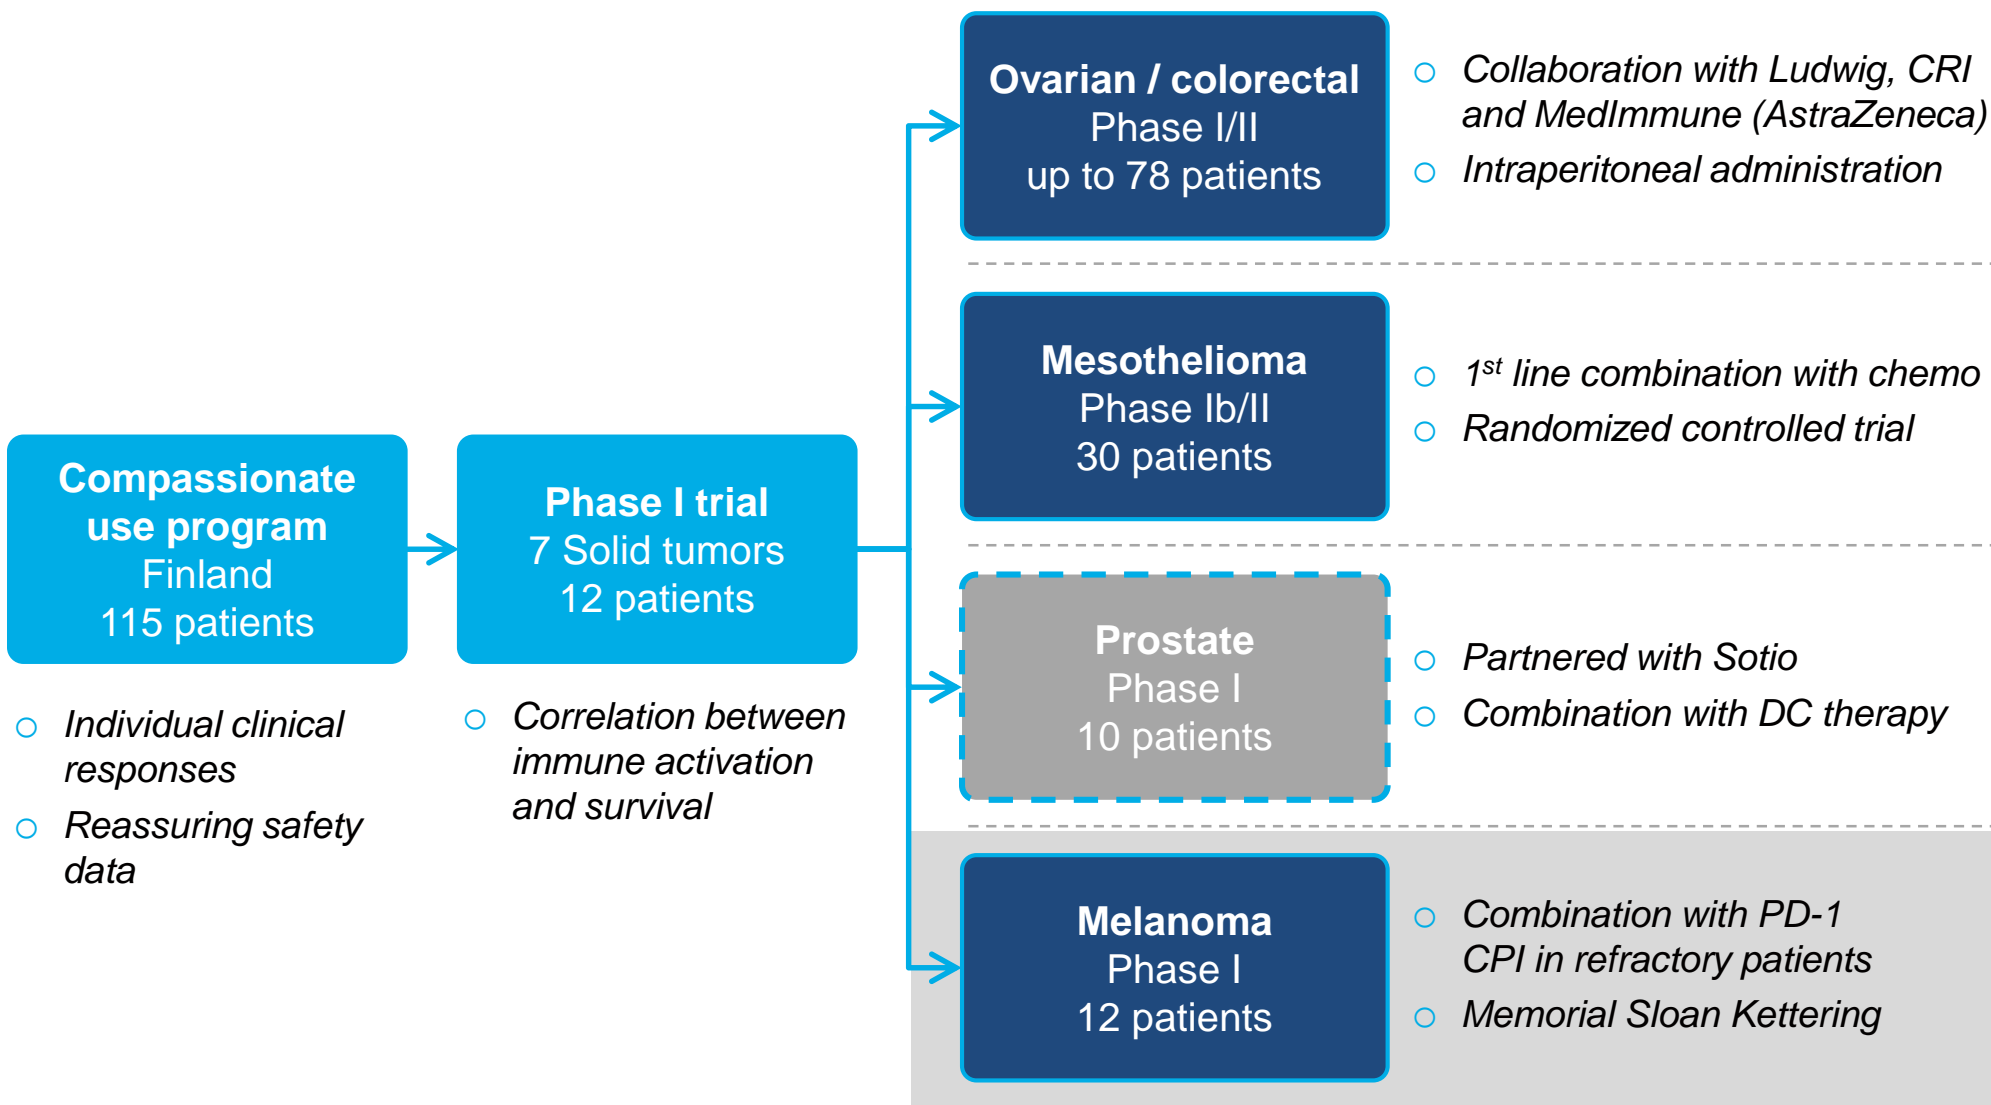 Compassionate
use program
Finland
115 patients
○ Individual clinical
responses
○ Reassuring safety
data
Phase I trial
7 Solid tumors
12 patients
○ Correlation between
immune activation
and survival
Ovarian / colorectal
Phase I/II
up to 78 patients
○ Collaboration with Ludwig, CRI
and MedImmune (AstraZeneca)
○ Intraperitoneal administration
Mesothelioma
Phase Ib/II
30 patients
○ 1st line combination with chemo
○ Randomized controlled trial
Prostate
Phase I
10 patients
○ Partnered with Sotio
○ Combination with DC therapy
Melanoma
Phase I
12 patients
○ Combination with PD-1
CPI in refractory patients
○ Memorial Sloan Kettering